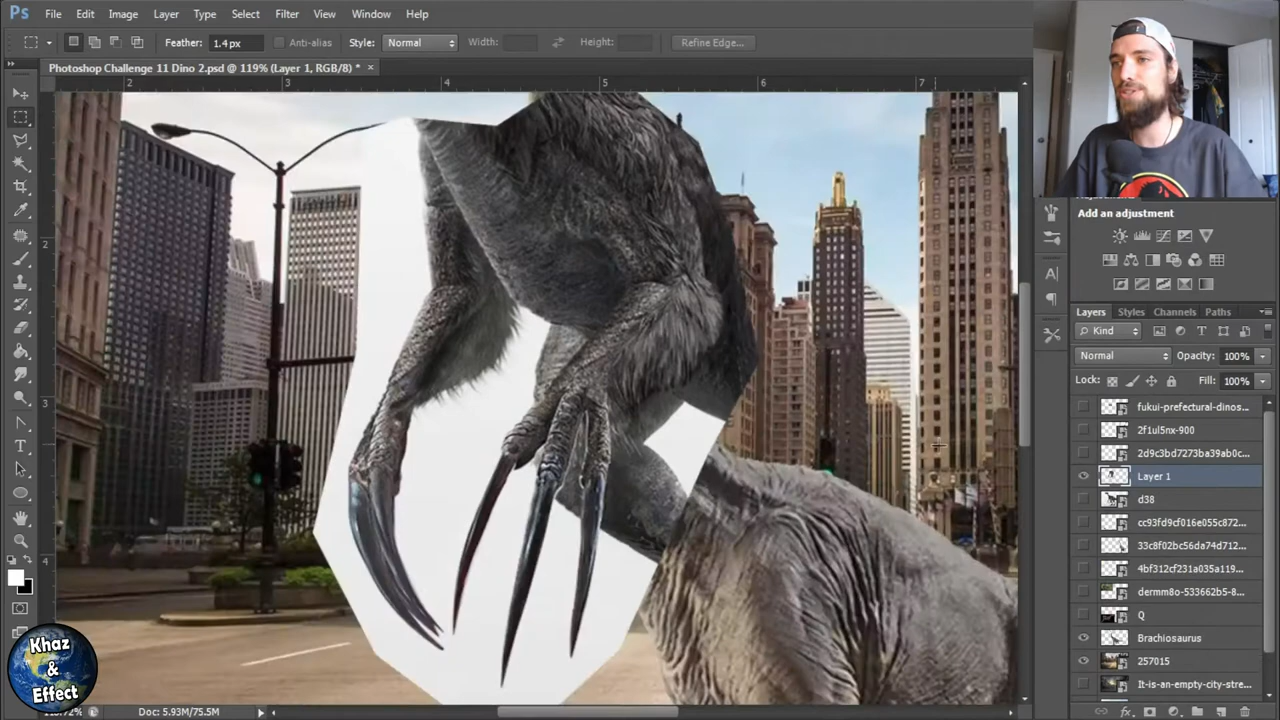 Ps File Edit Image Layer Type Select Filter View Window Help
Feather: 1.4 px Anti-alias Style: Normal Width: Height: Refine Edge...
Photoshop Challenge 11 Dino 2.psd @ 119% (Layer 1, RGB/8) * ×
2 3 4 5 6 7
2
3
4
Add an adjustment
Layers Styles Channels Paths
Kind
Normal Opacity: 100%
Lock: Fill: 100%
fukui-prefectural-dinos...
2f1ul5nx-900
2d9c3bd7273ba39ab0c...
Layer 1
d38
cc93fd9cf016e055c872...
33c8f02bc56da74d712...
4bf312cf231a035a119...
dermm8o-533662b5-8...
Q
Brachiosaurus
257015
It-is-an-empty-city-stre...
Khaz
&
Effect
Doc: 5.93M/75.5M